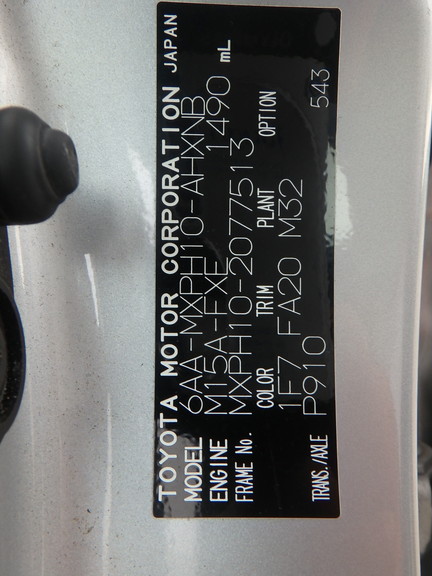 TOYOTA MOTOR CORPORATION JAPAN
MODEL 6AA-MXPH10-AHXNB
ENGINE M15A-FXE 1490 mL
FRAME No. MXPH10-2077513
COLOR TRIM PLANT OPTION
1F7 FA20 M32
TRANS./AXLE P910 543